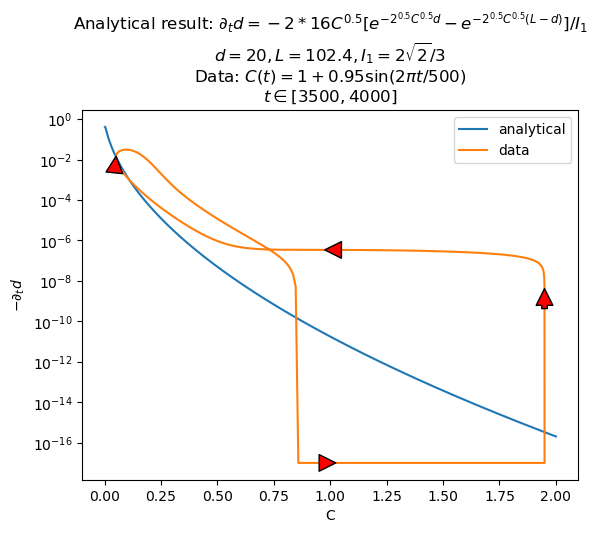 Analytical result: $\partial_t d = -2 * 16C^{0.5}[e^{-2^{0.5}C^{0.5}d} - e^{-2^{0.5}C^{0.5}(L-d)}]/I_1$
$d = 20, L = 102.4, I_1 = 2\sqrt{2}/3$
Data: $C(t) = 1 + 0.95\sin(2\pi t/500)$
$t \in [3500, 4000]$
analytical
data
$10^{0}$
$10^{-2}$
$10^{-4}$
$10^{-6}$
$10^{-8}$
$10^{-10}$
$10^{-12}$
$10^{-14}$
$10^{-16}$
$-\partial_t d$
0.00 0.25 0.50 0.75 1.00 1.25 1.50 1.75 2.00
C